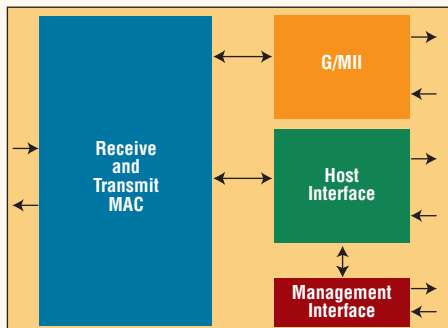 Receive
and
Transmit
MAC
G/MII
Host
Interface
Management
Interface